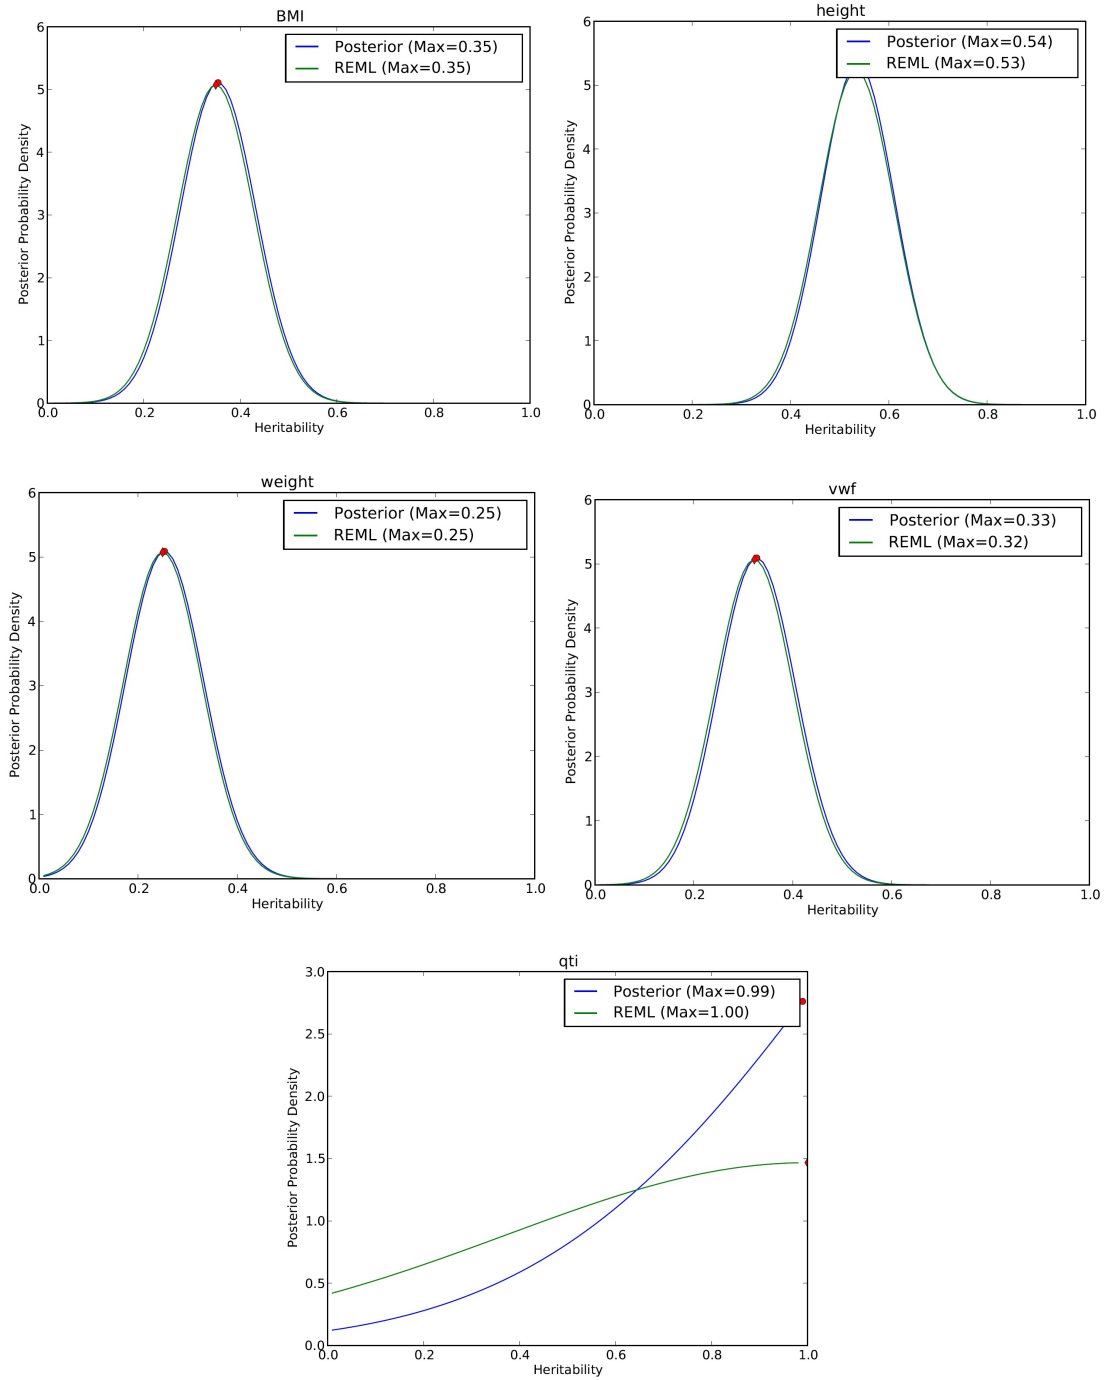 BMI
Posterior (Max=0.35)
REML (Max=0.35)
Posterior Probability Density
6
5
4
3
2
1
0
0.0 0.2 0.4 0.6 0.8 1.0
Heritability
height
Posterior (Max=0.54)
REML (Max=0.53)
Posterior Probability Density
6
5
4
3
2
1
0
0.0 0.2 0.4 0.6 0.8 1.0
Heritability
weight
Posterior (Max=0.25)
REML (Max=0.25)
Posterior Probability Density
6
5
4
3
2
1
0
0.0 0.2 0.4 0.6 0.8 1.0
Heritability
vwf
Posterior (Max=0.33)
REML (Max=0.32)
Posterior Probability Density
6
5
4
3
2
1
0
0.0 0.2 0.4 0.6 0.8 1.0
Heritability
qti
Posterior (Max=0.99)
REML (Max=1.00)
Posterior Probability Density
3.0
2.5
2.0
1.5
1.0
0.5
0.0
0.0 0.2 0.4 0.6 0.8 1.0
Heritability